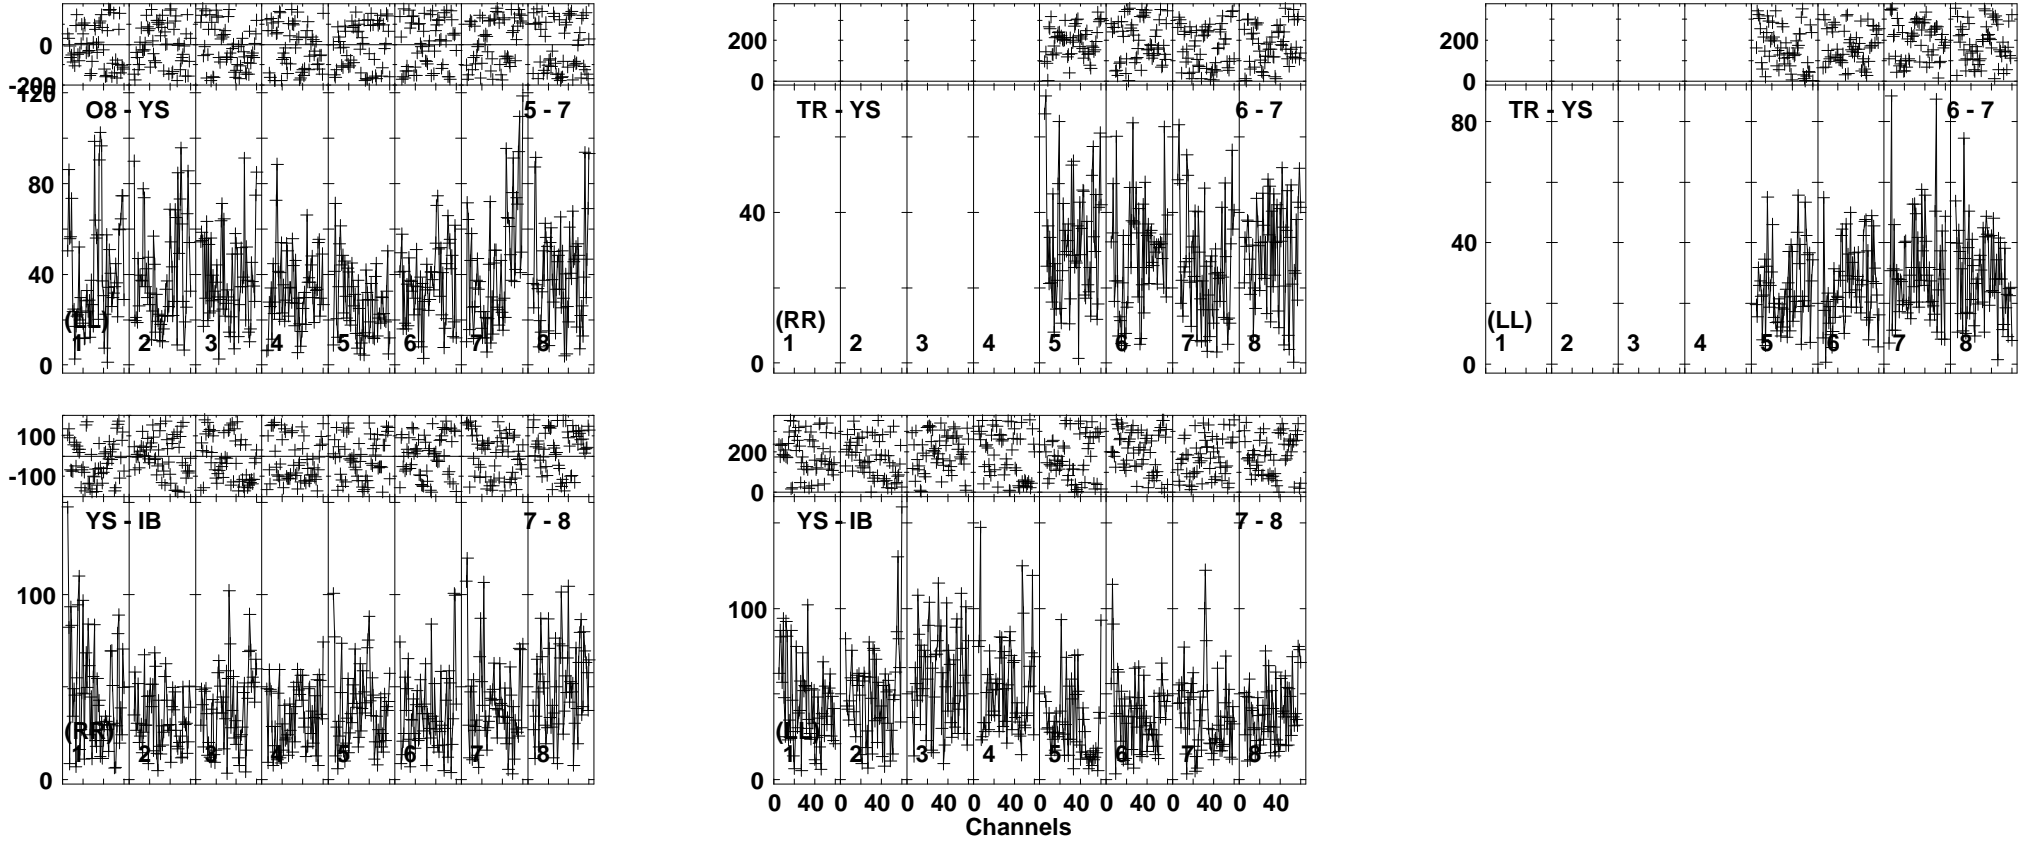 0
-200
120
O8 - YS 5 - 7
80
40
(LL)
1 2 3 4 5 6 7 8
0
200
0
TR - YS 6 - 7
40
(RR)
1 2 3 4 5 6 7 8
0
200
0
TR - YS 6 - 7
80
40
(LL)
1 2 3 4 5 6 7 8
0
100
-100
YS - IB 7 - 8
100
(RR)
1 2 3 4 5 6 7 8
0
200
0
YS - IB 7 - 8
100
(LL)
1 2 3 4 5 6 7 8
0
0 40 0 40 0 40 0 40 0 40 0 40 0 40 0 40
Channels